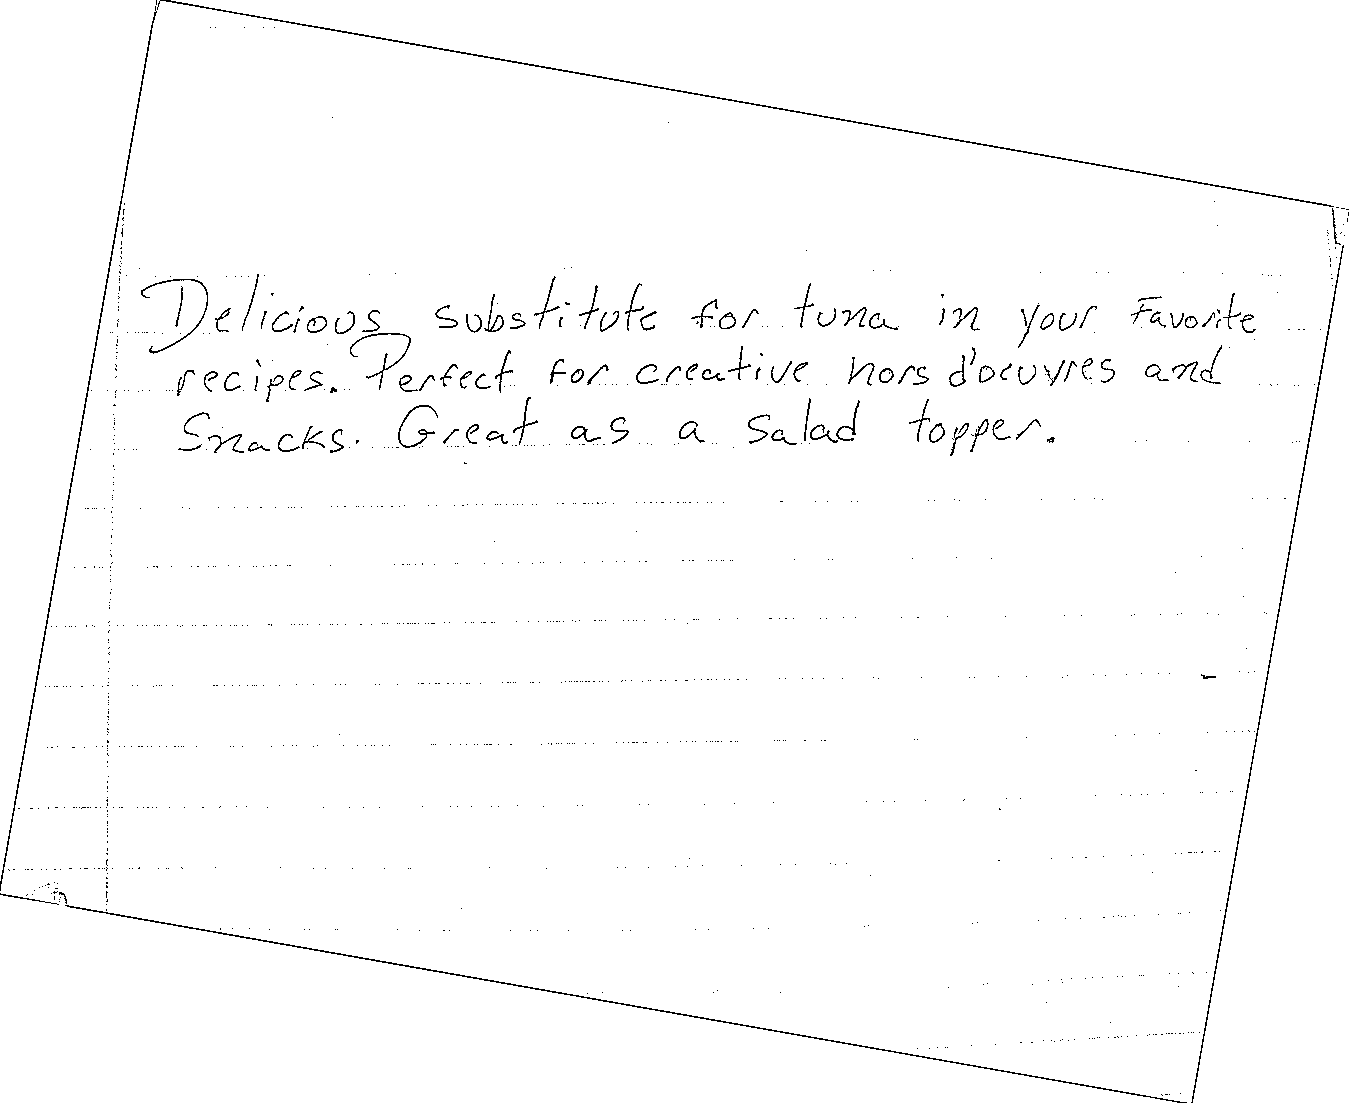 Delicious substitute for tuna in your Favorite
recipes. Perfect for creative hors d'oeuvres and
Snacks. Great as a salad topper.